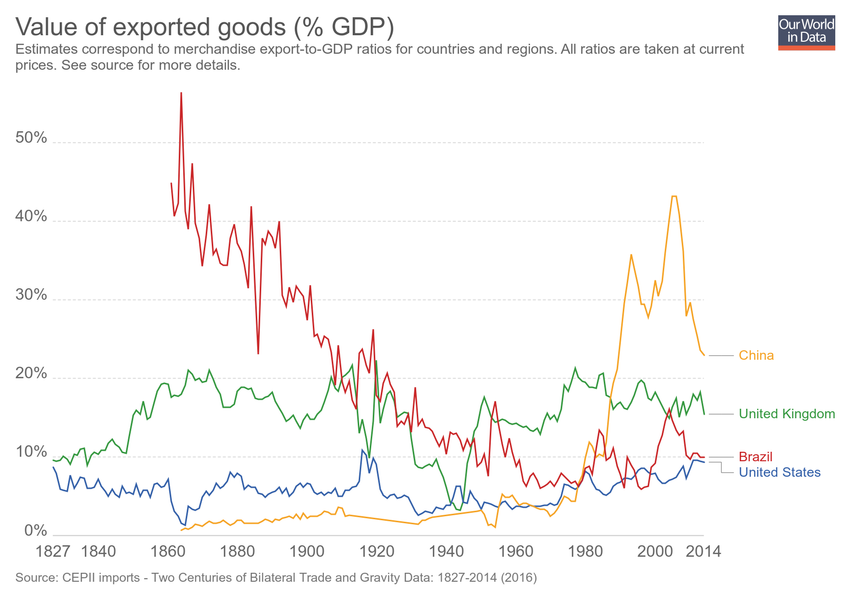 Value of exported goods (% GDP)
Our World
in Data
Estimates correspond to merchandise export-to-GDP ratios for countries and regions. All ratios are taken at current
prices. See source for more details.
50%
40%
30%
20%
10%
0%
China
United Kingdom
Brazil
United States
1827 1840 1860 1880 1900 1920 1940 1960 1980 2000 2014
Source: CEPII imports - Two Centuries of Bilateral Trade and Gravity Data: 1827-2014 (2016)